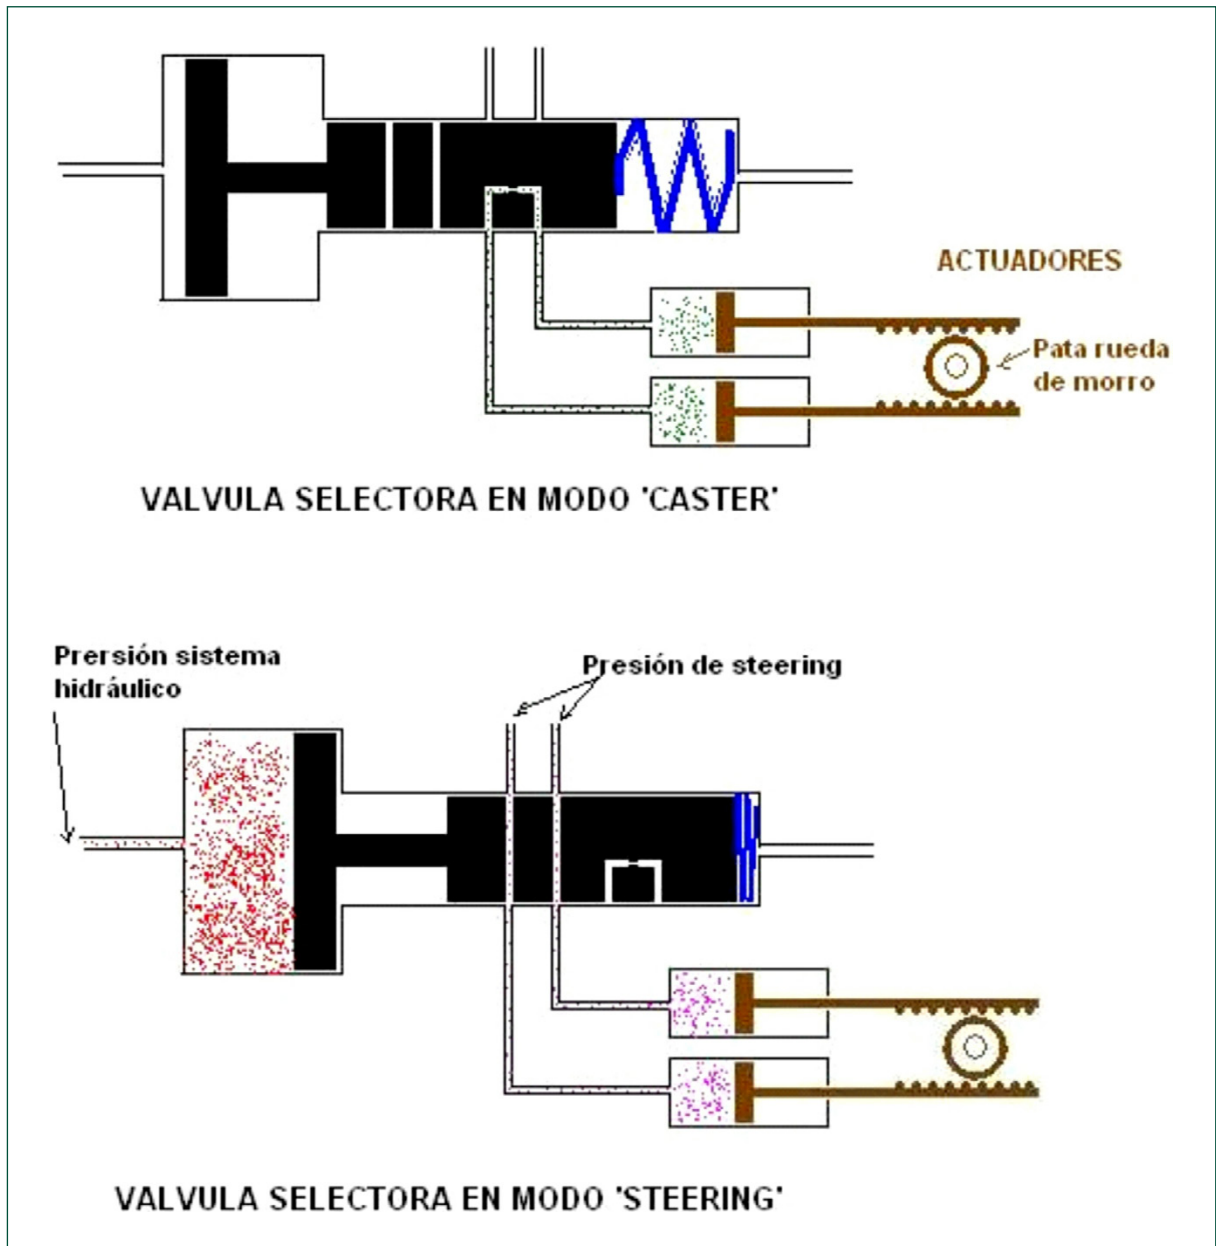 ACTUADORES
Pata rueda
de morro
VALVULA SELECTORA EN MODO 'CASTER'
Prersión sistema
hidráulico
Presión de steering
VALVULA SELECTORA EN MODO 'STEERING'